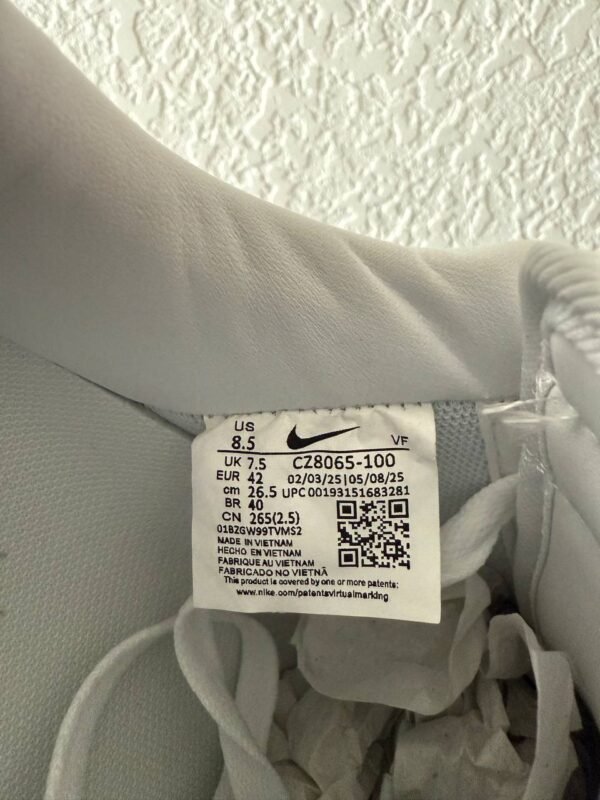 US
8.5 VF
UK 7.5 CZ8065-100
EUR 42 02/03/25|05/08/25
cm 26.5 UPC 00193151683281
BR 40
CN 265(2.5)
01BZGW99TVMS2
MADE IN VIETNAM
HECHO EN VIETNAM
FABRIQUE AU VIETNAM
FABRICADO NO VIETNÃ
This product is covered by one or more patents:
www.nike.com/patentsvirtualmarking